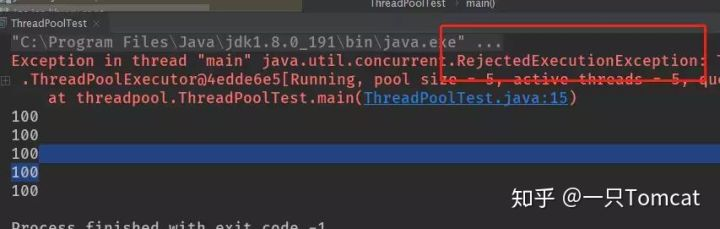 ThreadPoolTest main()
ThreadPoolTest ×
"C:\Program Files\Java\jdk1.8.0_191\bin\java.exe" ...
Exception in thread "main" java.util.concurrent.RejectedExecutionException:
.ThreadPoolExecutor@4edde6e5[Running, pool size = 5, active threads = 5,
at threadpool.ThreadPoolTest.main(ThreadPoolTest.java:15)
100
100
100
100
100
知乎 @一只Tomcat
Process finished with exit code -1